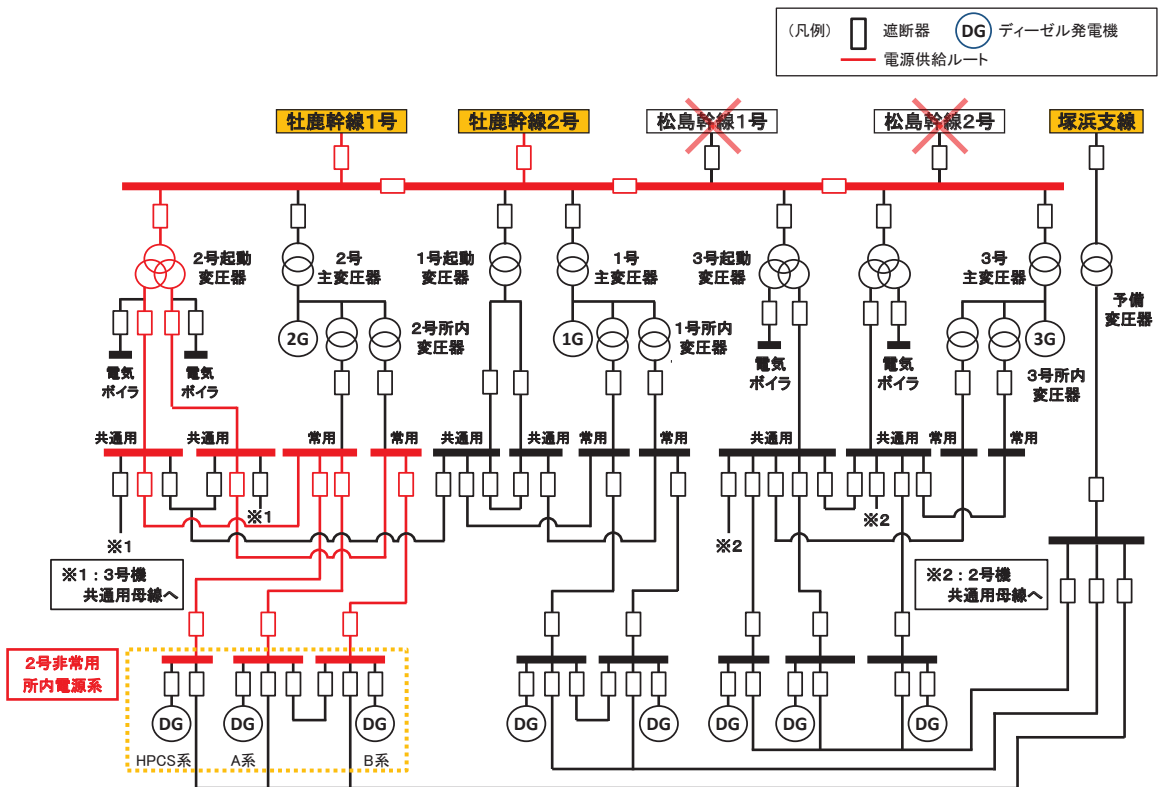 (凡例) 遮断器 DG ディーゼル発電機
電源供給ルート
牡鹿幹線1号 牡鹿幹線2号 松島幹線1号 松島幹線2号 塚浜支線
2号起動
変圧器
2号
主変圧器
1号起動
変圧器
1号
主変圧器
3号起動
変圧器
3号
主変圧器
予備
変圧器
2G
2号所内
変圧器
1G
1号所内
変圧器
3G
3号所内
変圧器
電気
ボイラ
電気
ボイラ
電気
ボイラ
電気
ボイラ
共通用 共通用 常用 常用 共通用 共通用 常用 常用 共通用 共通用 常用 常用
※1
※1
※2
※2
※1:3号機
共通用母線へ
※2:2号機
共通用母線へ
2号非常用
所内電源系
DG DG DG DG DG DG DG DG
HPCS系 A系 B系